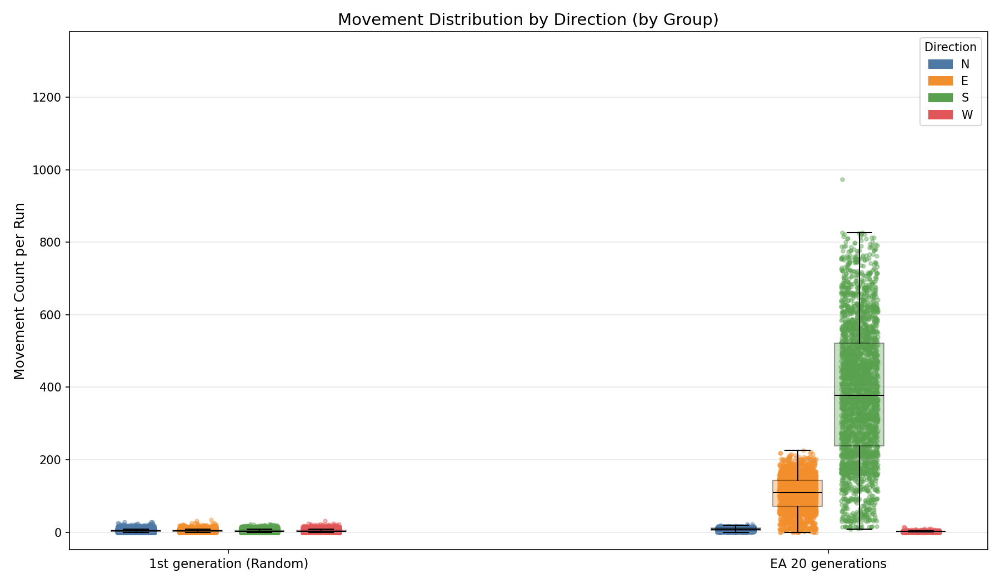 Movement Distribution by Direction (by Group)
Direction
N
E
S
W
1200
1000
800
600
400
200
0
Movement Count per Run
1st generation (Random)
EA 20 generations